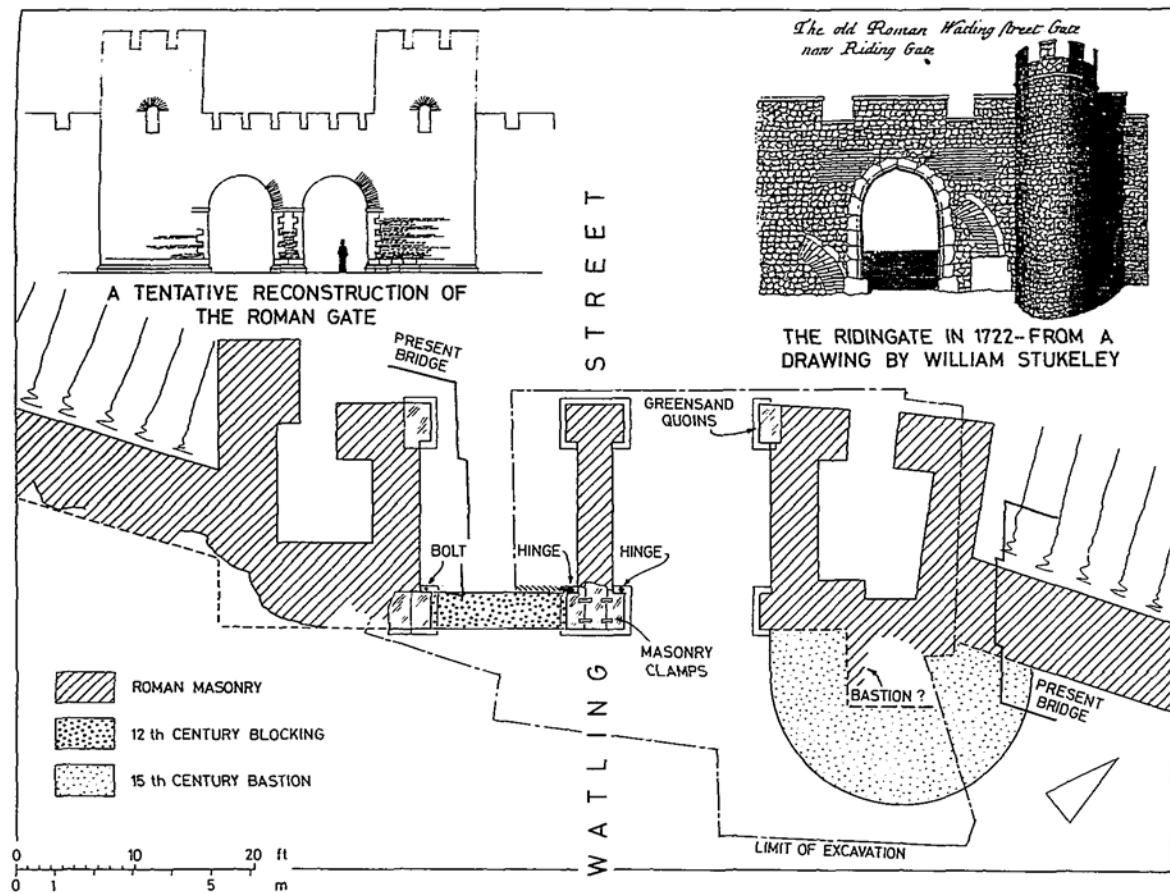 The old Roman Watling street Gate
now Riding Gate
A TENTATIVE RECONSTRUCTION OF
THE ROMAN GATE
THE RIDINGATE IN 1722--FROM A
DRAWING BY WILLIAM STUKELEY
WATLING STREET
PRESENT
BRIDGE
GREENSAND
QUOINS
BOLT
HINGE
HINGE
MASONRY
CLAMPS
BASTION ?
PRESENT
BRIDGE
ROMAN MASONRY
12 th CENTURY BLOCKING
15 th CENTURY BASTION
LIMIT OF EXCAVATION
0 10 20 ft
0 1 5 m